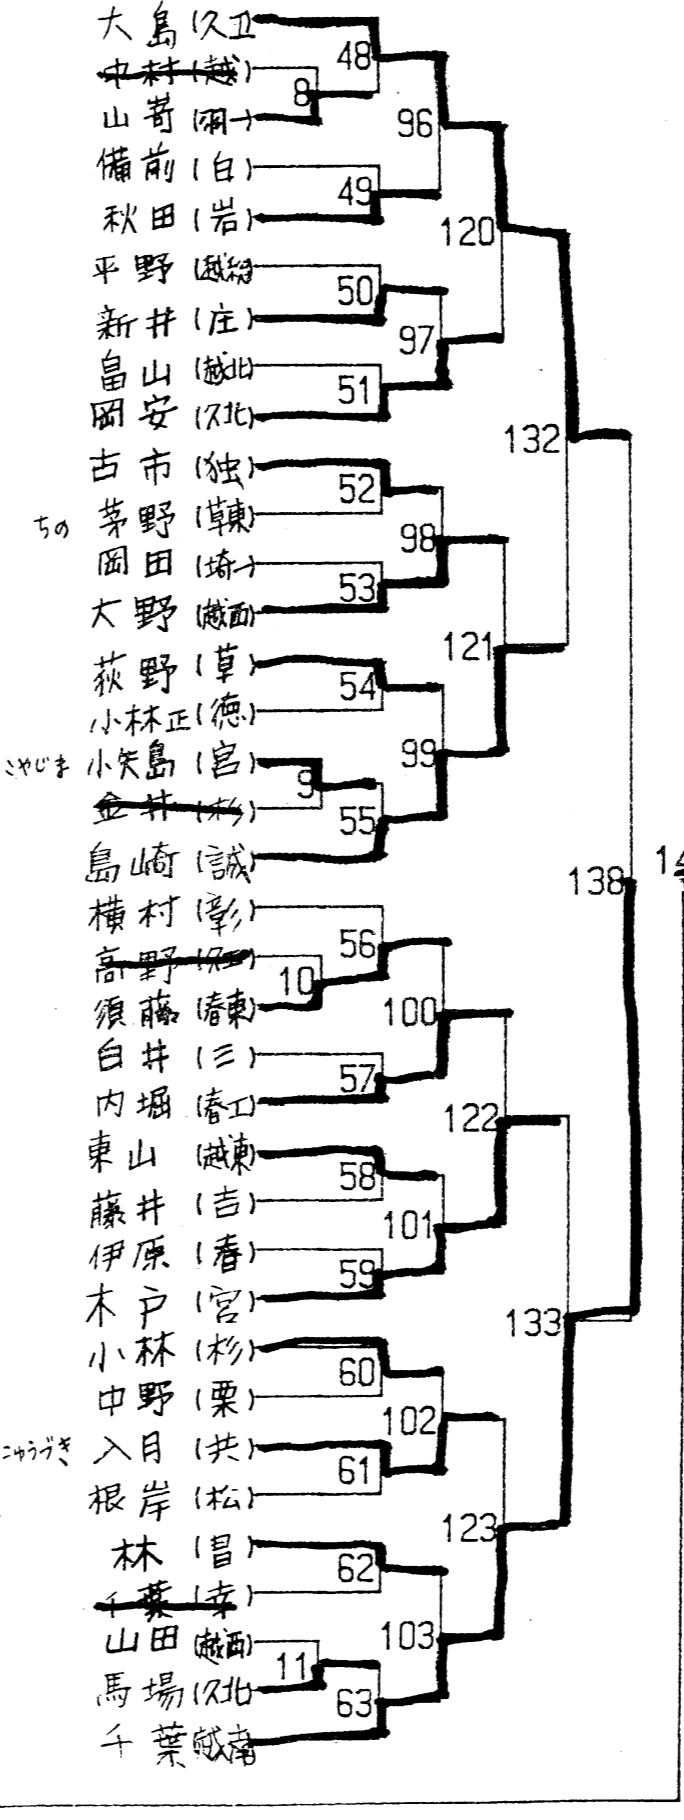 大島(久工)
48
中村(越)
8
山嵜(羽一)
96
備前(白)
49
秋田(岩)
120
平野(越総)
50
新井(庄)
97
畠山(越北)
51
岡安(久北)
132
古市(独)
52
ちの 茅野(草東)
98
岡田(埼一)
53
大野(越西)
121
荻野(草)
54
小林正(徳)
こやじま 小矢島(宮)
99
9
金井(杉)
55
島崎(誠)
138
横村(彰)
56
高野(久工)
10
須藤(春東)
100
白井(三)
57
内堀(春工)
122
東山(越東)
58
藤井(吉)
101
伊原(春)
59
木戸(宮)
133
小林(杉)
60
中野(栗)
102
にゅうづき 入月(共)
61
根岸(松)
123
林(昌)
62
千葉(幸)
山田(越西)
103
11
馬場(久北)
63
千葉(越南)